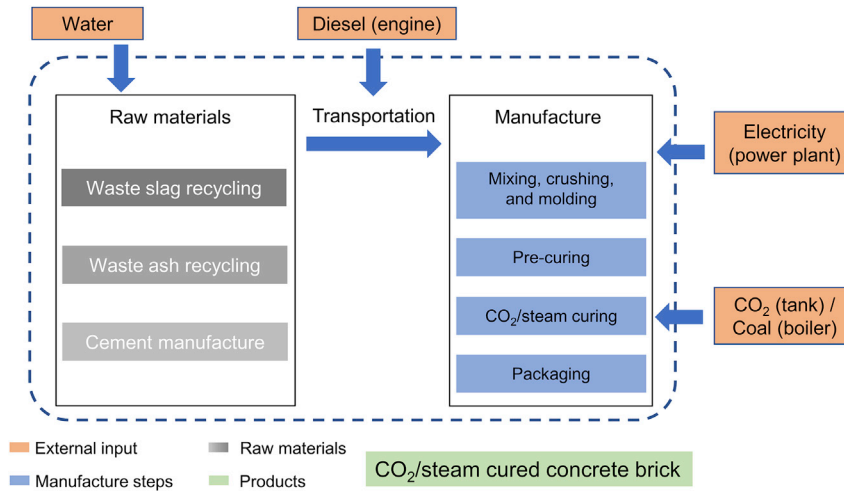 Water
Diesel (engine)
Raw materials
Transportation
Manufacture
Electricity
(power plant)
Waste slag recycling
Mixing, crushing,
and molding
Waste ash recycling
Pre-curing
CO₂/steam curing
CO₂ (tank) /
Coal (boiler)
Cement manufacture
Packaging
External input
Raw materials
Manufacture steps
Products
CO₂/steam cured concrete brick